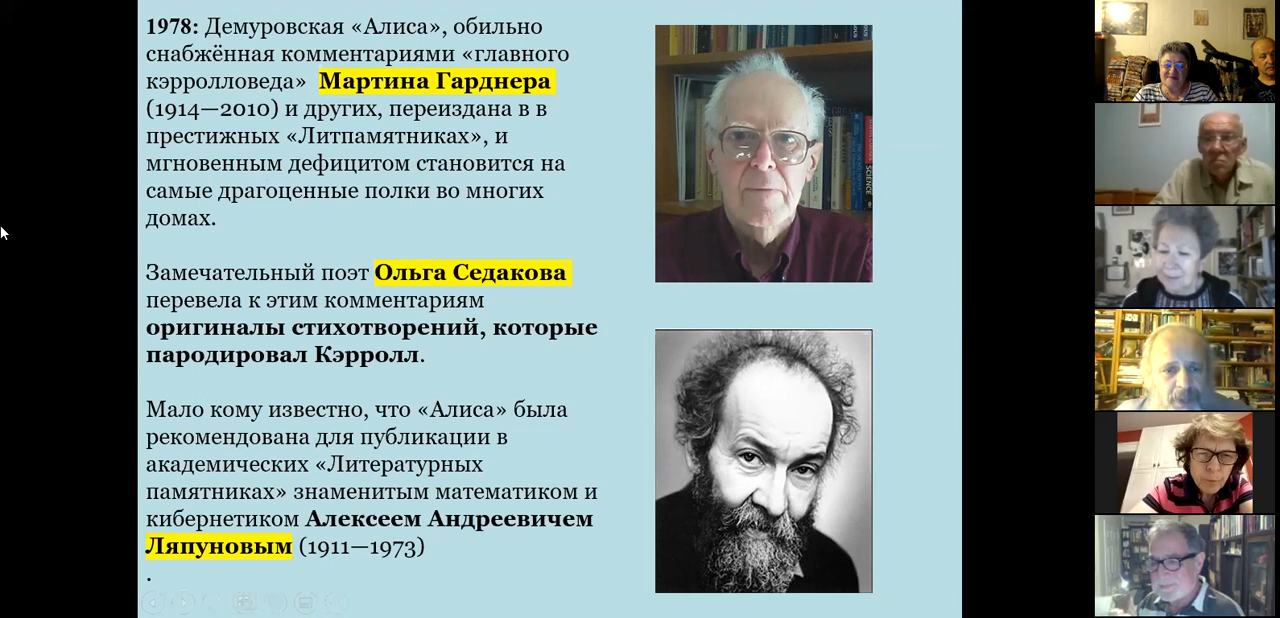 1978: Демуровская «Алиса», обильно
снабжённая комментариями «главного
кэрролловеда» Мартина Гарднера
(1914—2010) и других, переиздана в в
престижных «Литпамятниках», и
мгновенным дефицитом становится на
самые драгоценные полки во многих
домах.
Замечательный поэт Ольга Седакова
перевела к этим комментариям
оригиналы стихотворений, которые
пародировал Кэрролл.
Мало кому известно, что «Алиса» была
рекомендована для публикации в
академических «Литературных
памятниках» знаменитым математиком и
кибернетиком Алексеем Андреевичем
Ляпуновым (1911—1973)
.
SCIENCE